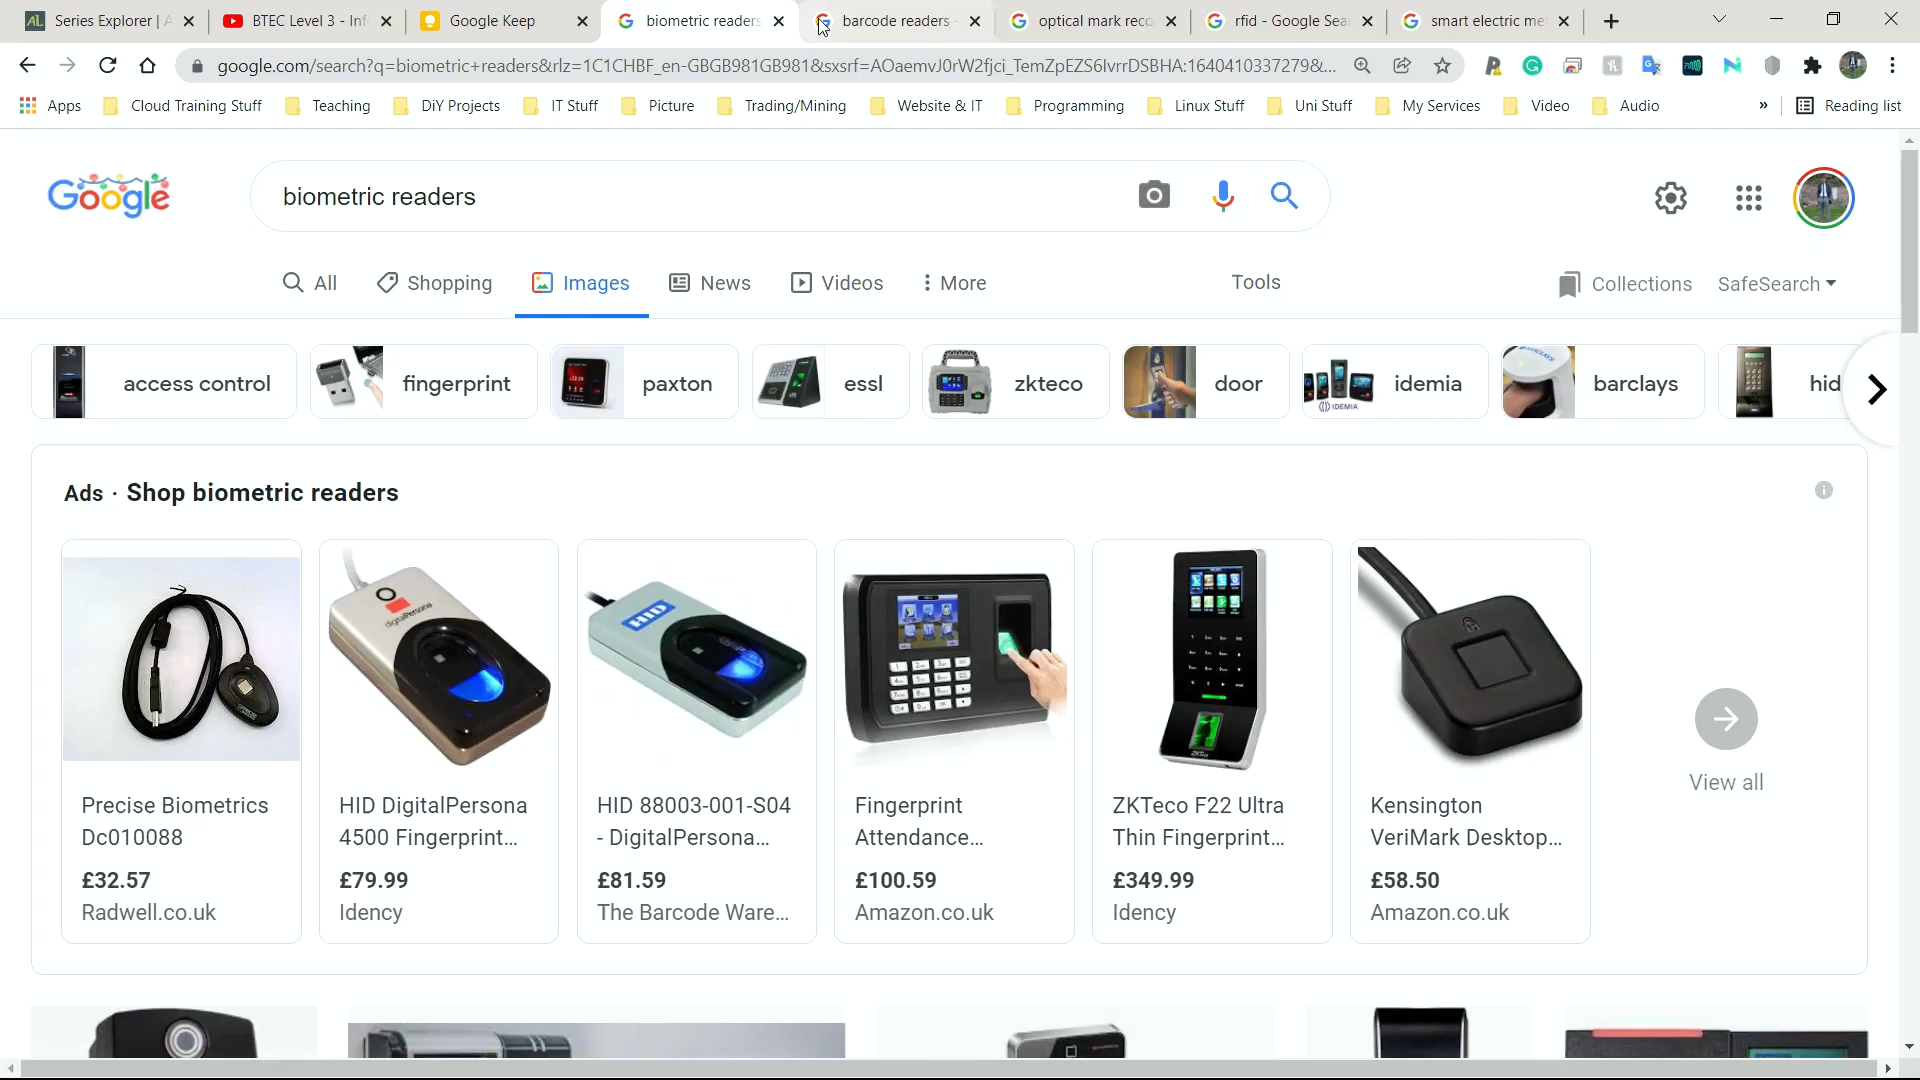 Series Explorer | A
BTEC Level 3 - Inf
Google Keep
biometric readers
barcode readers -
optical mark reco
rfid - Google Sea
smart electric me
google.com/search?q=biometric+readers&rlz=1C1CHBF_en-GBGB981GB981&sxsrf=AOaemvJ0rW2fjci_TemZpEZS6IvrrDSBHA:1640410337279&...
Apps
Cloud Training Stuff
Teaching
DiY Projects
IT Stuff
Picture
Trading/Mining
Website & IT
Programming
Linux Stuff
Uni Stuff
My Services
Video
Audio
»
Reading list
Google
biometric readers
All
Shopping
Images
News
Videos
More
Tools
Collections
SafeSearch
access control
fingerprint
paxton
essl
zkteco
door
idemia
barclays
hid
Ads · Shop biometric readers
Precise Biometrics
Dc010088
£32.57
Radwell.co.uk
HID DigitalPersona
4500 Fingerprint...
£79.99
Idency
HID 88003-001-S04
- DigitalPersona...
£81.59
The Barcode Ware...
Fingerprint
Attendance...
£100.59
Amazon.co.uk
ZKTeco F22 Ultra
Thin Fingerprint...
£349.99
Idency
Kensington
VeriMark Desktop...
£58.50
Amazon.co.uk
View all